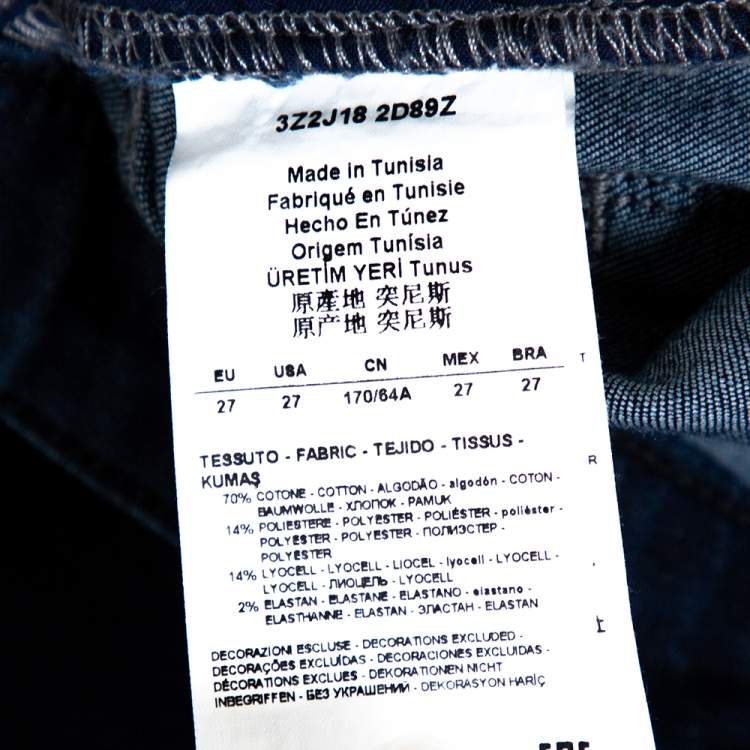 3Z2J18 2D89Z
Made in Tunisia
Fabriqué en Tunisie
Hecho En Túnez
Origem Tunísia
ÜRETİM YERİ Tunus
原產地 突尼斯
原产地 突尼斯
EU USA CN MEX BRA T
27 27 170/64A 27 27
TESSUTO - FABRIC - TEJIDO - TISSUS -
KUMAŞ R
70% COTONE - COTTON - ALGODÃO - algodón - COTON -
BAUMWOLLE - ХЛОПОК - PAMUK
14% POLIESTERE - POLYESTER - POLIÉSTER - poliéster -
POLYESTER - POLYESTER - ПОЛИЭСТЕР -
POLYESTER
14% LYOCELL - LYOCELL - LIOCEL - lyocell - LYOCELL -
LYOCELL - ЛИОЦЕЛЬ - LYOCELL
2% ELASTAN - ELASTANE - ELASTANO - elastano -
ELASTHANNE - ELASTAN - ЭЛАСТАН - ELASTAN
DECORAZIONI ESCLUSE - DECORATIONS EXCLUDED -
DECORAÇÕES EXCLUÍDAS - DECORACIONES EXCLUIDAS -
DÉCORATIONS EXCLUES - DEKORATIONEN NICHT
INBEGRIFFEN - БЕЗ УКРАШЕНИЙ - DEKORASYON HARİÇ